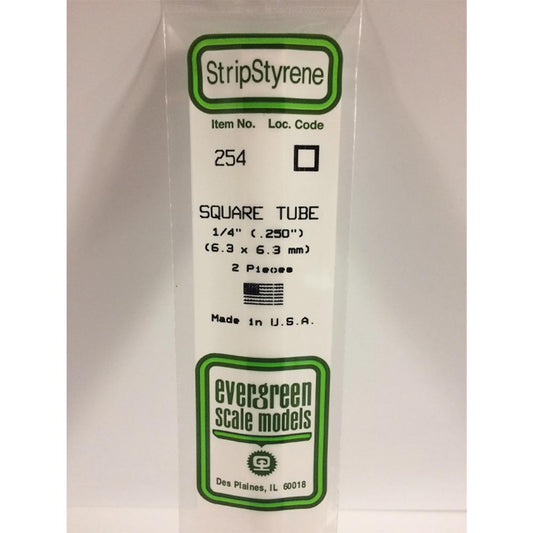 StripStyrene
Item No. Loc. Code
254
SQUARE TUBE
1/4" (.250")
(6.3 x 6.3 mm)
2 Pieces
Made in U.S.A.
evergreen
scale models
Des Plaines, IL 60018